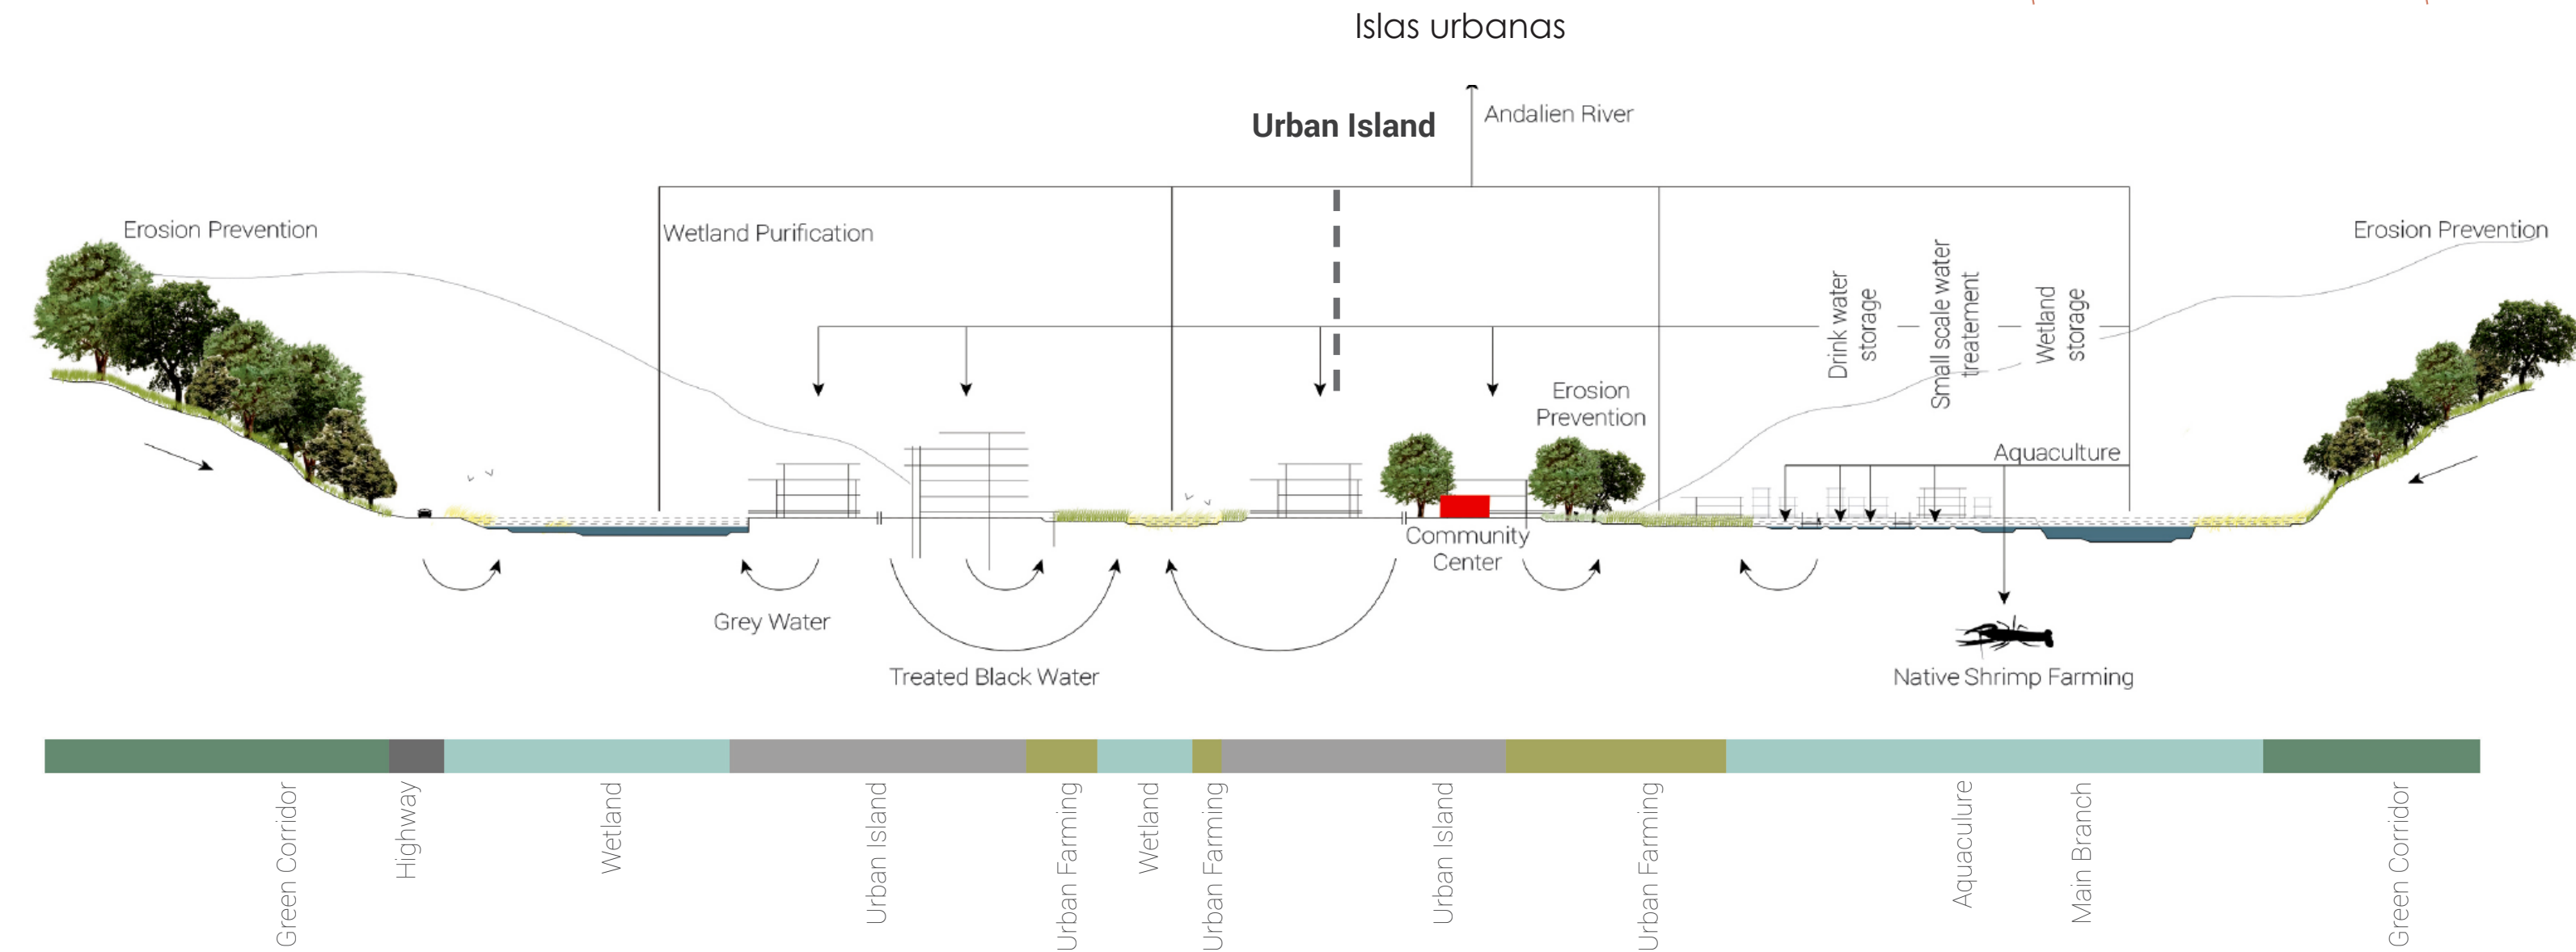 Islas urbanas
Andalien River
Urban Island
Erosion Prevention
Wetland Purification
Erosion Prevention
Drink water
storage
Small scale water
treatement
Wetland
storage
Erosion
Prevention
Aquaculture
Community
Center
Grey Water
Treated Black Water
Native Shrimp Farming
Green Corridor
Highway
Wetland
Urban Island
Urban Farming
Wetland
Urban Farming
Urban Island
Urban Farming
Aquaculure
Main Branch
Green Corridor